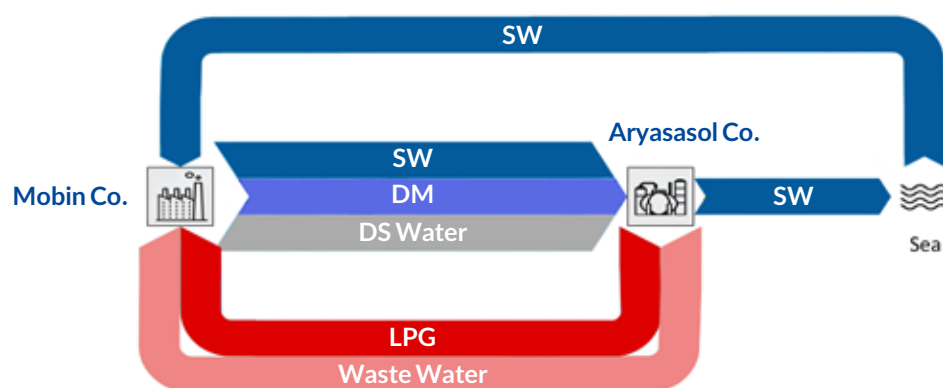 SW
Aryasasol Co.
SW
Mobin Co.
DM
SW
DS Water
Sea
LPG
Waste Water